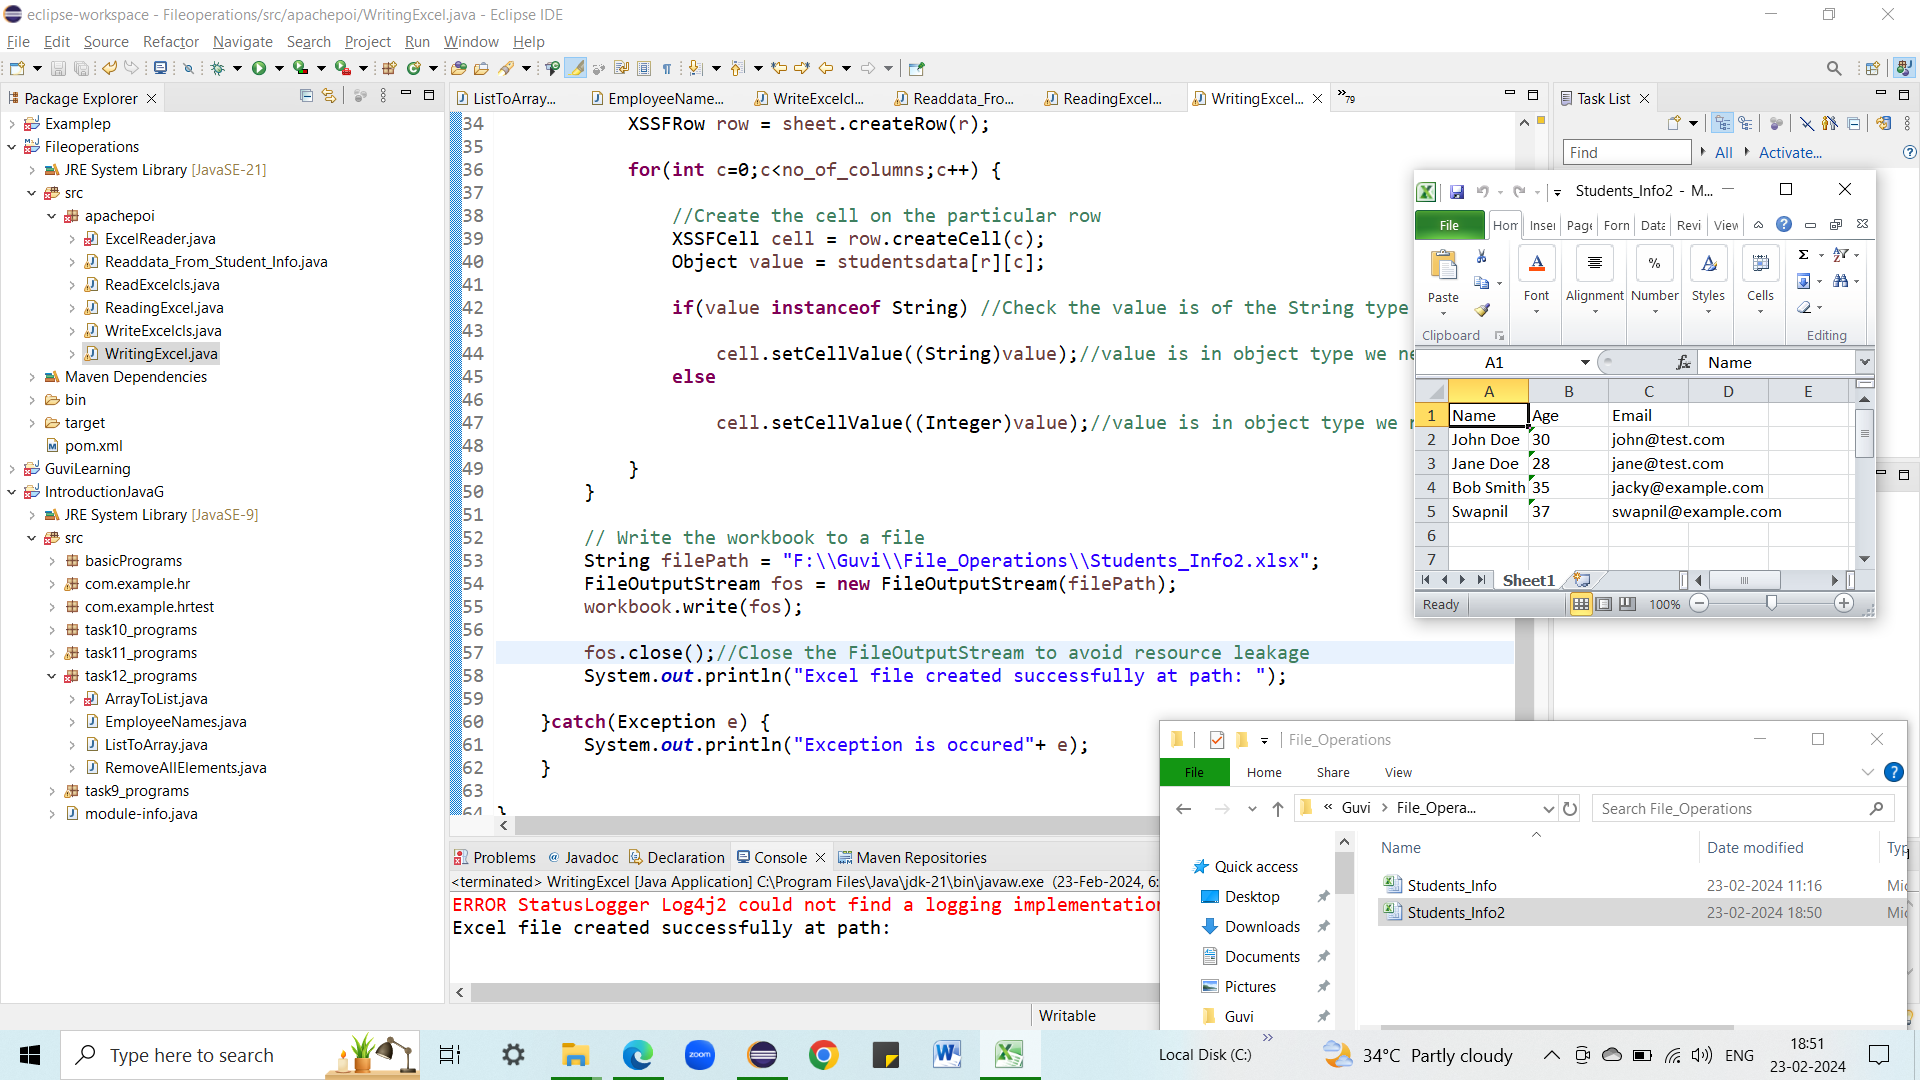 eclipse-workspace - Fileoperations/src/apachepoi/WritingExcel.java - Eclipse IDE
File Edit Source Refactor Navigate Search Project Run Window Help
Package Explorer
Examplep
Fileoperations
JRE System Library [JavaSE-21]
src
apachepoi
ExcelReader.java
Readdata_From_Student_Info.java
ReadExcelcls.java
ReadingExcel.java
WriteExcelcls.java
WritingExcel.java
Maven Dependencies
bin
target
pom.xml
GuviLearning
IntroductionJavaG
JRE System Library [JavaSE-9]
src
basicPrograms
com.example.hr
com.example.hrtest
task10_programs
task11_programs
task12_programs
ArrayToList.java
EmployeeNames.java
ListToArray.java
RemoveAllElements.java
task9_programs
module-info.java
ListToArray... EmployeeName... WriteExcelcl... Readdata_Fro... ReadingExcel... WritingExcel... 79
34 XSSFRow row = sheet.createRow(r);
35
36 for(int c=0;c<no_of_columns;c++) {
37
38 //Create the cell on the particular row
39 XSSFCell cell = row.createCell(c);
40 Object value = studentsdata[r][c];
41
42 if(value instanceof String) //Check the value is of the String type
43
44 cell.setCellValue((String)value);//value is in object type we ne
45 else
46
47 cell.setCellValue((Integer)value);//value is in object type we
48
49 }
50 }
51
52 // Write the workbook to a file
53 String filePath = "F:\\Guvi\\File_Operations\\Students_Info2.xlsx";
54 FileOutputStream fos = new FileOutputStream(filePath);
55 workbook.write(fos);
56
57 fos.close();//Close the FileOutputStream to avoid resource leakage
58 System.out.println("Excel file created successfully at path: ");
59
60 }catch(Exception e) {
61 System.out.println("Exception is occured"+ e);
62 }
63
64 }
Problems Javadoc Declaration Console Maven Repositories
<terminated> WritingExcel [Java Application] C:\Program Files\Java\jdk-21\bin\javaw.exe (23-Feb-2024, 6:
ERROR StatusLogger Log4j2 could not find a logging implementation
Excel file created successfully at path:
Writable
Task List
Find All Activate...
Students_Info2 - M...
File Hom Inser Page Form Data Revi View
Paste Font Alignment Number Styles Cells
Clipboard Editing
A1 fx Name
A B C D E
1 Name Age Email
2 John Doe 30 john@test.com
3 Jane Doe 28 jane@test.com
4 Bob Smith 35 jacky@example.com
5 Swapnil 37 swapnil@example.com
6
7
Sheet1
Ready 100%
File_Operations
File Home Share View
Guvi File_Opera... Search File_Operations
Name Date modified Typ
Quick access
Desktop
Downloads
Documents
Pictures
Guvi
Local Disk (C:)
Students_Info 23-02-2024 11:16 Mic
Students_Info2 23-02-2024 18:50 Mic
Type here to search
zoom
34°C Partly cloudy
ENG
18:51
23-02-2024